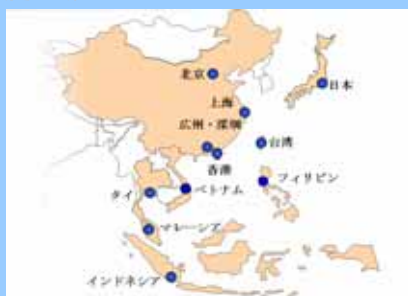 北京
日本
上海
広州・深圳
台湾
香港
フィリピン
タイ
ベトナム
マレーシア
インドネシア